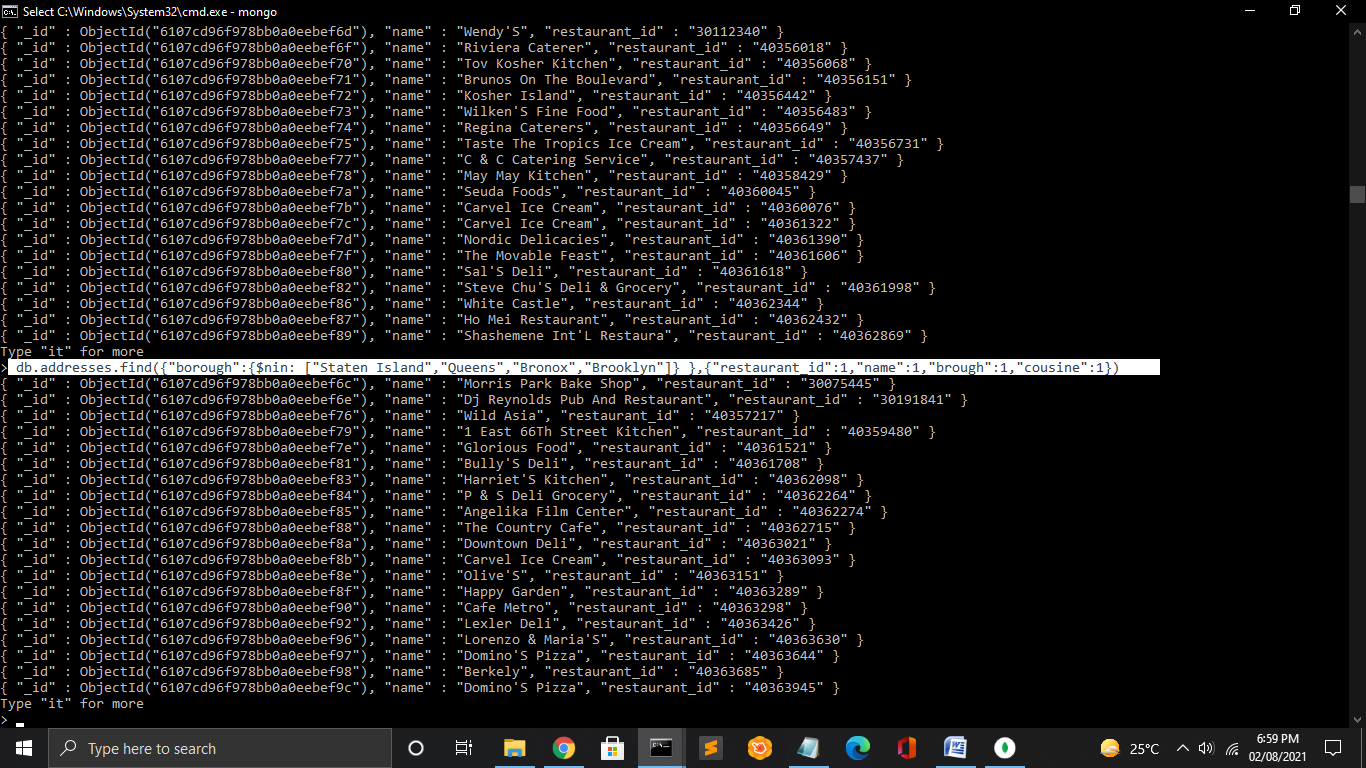 Select C:\Windows\System32\cmd.exe - mongo
{ "_id" : ObjectId("6107cd96f978bb0a0eebef6d"), "name" : "Wendy'S", "restaurant_id" : "30112340" }
{ "_id" : ObjectId("6107cd96f978bb0a0eebef6f"), "name" : "Riviera Caterer", "restaurant_id" : "40356018" }
{ "_id" : ObjectId("6107cd96f978bb0a0eebef70"), "name" : "Tov Kosher Kitchen", "restaurant_id" : "40356068" }
{ "_id" : ObjectId("6107cd96f978bb0a0eebef71"), "name" : "Brunos On The Boulevard", "restaurant_id" : "40356151" }
{ "_id" : ObjectId("6107cd96f978bb0a0eebef72"), "name" : "Kosher Island", "restaurant_id" : "40356442" }
{ "_id" : ObjectId("6107cd96f978bb0a0eebef73"), "name" : "Wilken'S Fine Food", "restaurant_id" : "40356483" }
{ "_id" : ObjectId("6107cd96f978bb0a0eebef74"), "name" : "Regina Caterers", "restaurant_id" : "40356649" }
{ "_id" : ObjectId("6107cd96f978bb0a0eebef75"), "name" : "Taste The Tropics Ice Cream", "restaurant_id" : "40356731" }
{ "_id" : ObjectId("6107cd96f978bb0a0eebef77"), "name" : "C & C Catering Service", "restaurant_id" : "40357437" }
{ "_id" : ObjectId("6107cd96f978bb0a0eebef78"), "name" : "May May Kitchen", "restaurant_id" : "40358429" }
{ "_id" : ObjectId("6107cd96f978bb0a0eebef7a"), "name" : "Seuda Foods", "restaurant_id" : "40360045" }
{ "_id" : ObjectId("6107cd96f978bb0a0eebef7b"), "name" : "Carvel Ice Cream", "restaurant_id" : "40360076" }
{ "_id" : ObjectId("6107cd96f978bb0a0eebef7c"), "name" : "Carvel Ice Cream", "restaurant_id" : "40361322" }
{ "_id" : ObjectId("6107cd96f978bb0a0eebef7d"), "name" : "Nordic Delicacies", "restaurant_id" : "40361390" }
{ "_id" : ObjectId("6107cd96f978bb0a0eebef7f"), "name" : "The Movable Feast", "restaurant_id" : "40361606" }
{ "_id" : ObjectId("6107cd96f978bb0a0eebef80"), "name" : "Sal'S Deli", "restaurant_id" : "40361618" }
{ "_id" : ObjectId("6107cd96f978bb0a0eebef82"), "name" : "Steve Chu'S Deli & Grocery", "restaurant_id" : "40361998" }
{ "_id" : ObjectId("6107cd96f978bb0a0eebef86"), "name" : "White Castle", "restaurant_id" : "40362344" }
{ "_id" : ObjectId("6107cd96f978bb0a0eebef87"), "name" : "Ho Mei Restaurant", "restaurant_id" : "40362432" }
{ "_id" : ObjectId("6107cd96f978bb0a0eebef89"), "name" : "Shashemene Int'L Restaura", "restaurant_id" : "40362869" }
Type "it" for more
> db.addresses.find({"borough":{$nin: ["Staten Island","Queens","Bronox","Brooklyn"]} },{"restaurant_id":1,"name":1,"brough":1,"cousine":1})
{ "_id" : ObjectId("6107cd96f978bb0a0eebef6c"), "name" : "Morris Park Bake Shop", "restaurant_id" : "30075445" }
{ "_id" : ObjectId("6107cd96f978bb0a0eebef6e"), "name" : "Dj Reynolds Pub And Restaurant", "restaurant_id" : "30191841" }
{ "_id" : ObjectId("6107cd96f978bb0a0eebef76"), "name" : "Wild Asia", "restaurant_id" : "40357217" }
{ "_id" : ObjectId("6107cd96f978bb0a0eebef79"), "name" : "1 East 66Th Street Kitchen", "restaurant_id" : "40359480" }
{ "_id" : ObjectId("6107cd96f978bb0a0eebef7e"), "name" : "Glorious Food", "restaurant_id" : "40361521" }
{ "_id" : ObjectId("6107cd96f978bb0a0eebef81"), "name" : "Bully'S Deli", "restaurant_id" : "40361708" }
{ "_id" : ObjectId("6107cd96f978bb0a0eebef83"), "name" : "Harriet'S Kitchen", "restaurant_id" : "40362098" }
{ "_id" : ObjectId("6107cd96f978bb0a0eebef84"), "name" : "P & S Deli Grocery", "restaurant_id" : "40362264" }
{ "_id" : ObjectId("6107cd96f978bb0a0eebef85"), "name" : "Angelika Film Center", "restaurant_id" : "40362274" }
{ "_id" : ObjectId("6107cd96f978bb0a0eebef88"), "name" : "The Country Cafe", "restaurant_id" : "40362715" }
{ "_id" : ObjectId("6107cd96f978bb0a0eebef8a"), "name" : "Downtown Deli", "restaurant_id" : "40363021" }
{ "_id" : ObjectId("6107cd96f978bb0a0eebef8b"), "name" : "Carvel Ice Cream", "restaurant_id" : "40363093" }
{ "_id" : ObjectId("6107cd96f978bb0a0eebef8e"), "name" : "Olive'S", "restaurant_id" : "40363151" }
{ "_id" : ObjectId("6107cd96f978bb0a0eebef8f"), "name" : "Happy Garden", "restaurant_id" : "40363289" }
{ "_id" : ObjectId("6107cd96f978bb0a0eebef90"), "name" : "Cafe Metro", "restaurant_id" : "40363298" }
{ "_id" : ObjectId("6107cd96f978bb0a0eebef92"), "name" : "Lexler Deli", "restaurant_id" : "40363426" }
{ "_id" : ObjectId("6107cd96f978bb0a0eebef96"), "name" : "Lorenzo & Maria'S", "restaurant_id" : "40363630" }
{ "_id" : ObjectId("6107cd96f978bb0a0eebef97"), "name" : "Domino'S Pizza", "restaurant_id" : "40363644" }
{ "_id" : ObjectId("6107cd96f978bb0a0eebef98"), "name" : "Berkely", "restaurant_id" : "40363685" }
{ "_id" : ObjectId("6107cd96f978bb0a0eebef9c"), "name" : "Domino'S Pizza", "restaurant_id" : "40363945" }
Type "it" for more
>
Type here to search
25°C
6:59 PM
02/08/2021